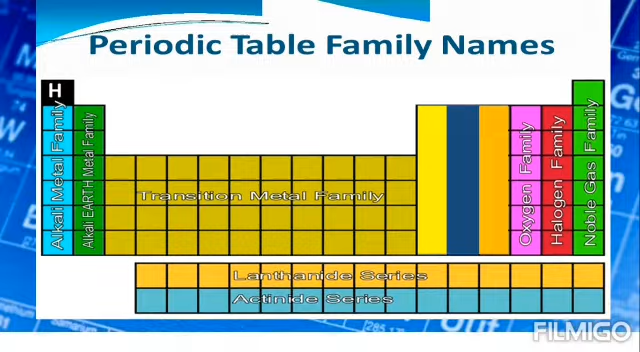 Periodic Table Family Names
H
Alkali Metal Family
Alkali EARTH Metal Family
Transition Metal Family
Oxygen Family
Halogen Family
Noble Gas Family
Lanthanide Series
Actinide Series
FILMIGO